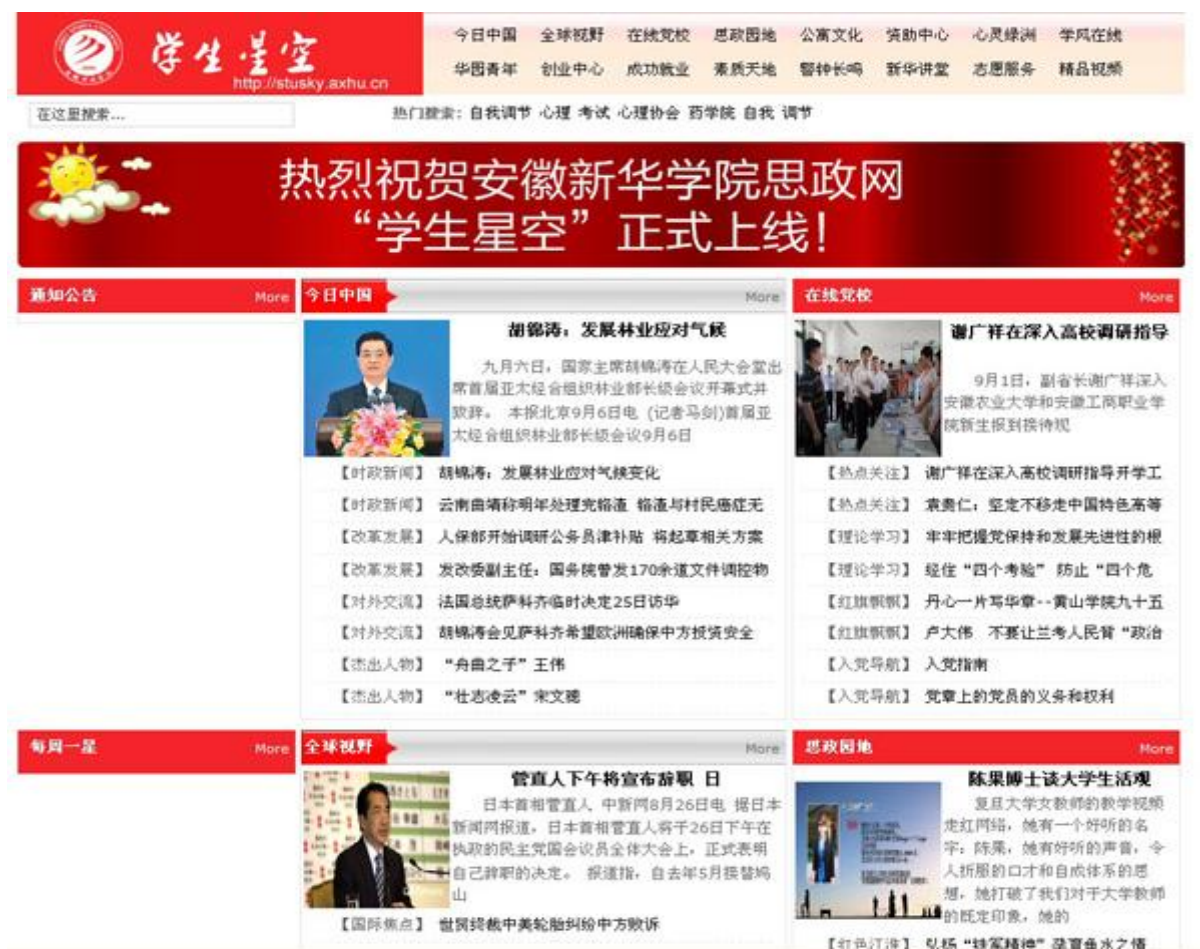 学生星空
http://stusky.axhu.cn
今日中国 全球视野 在线党校 思政园地 公寓文化 资助中心 心灵绿洲 学风在线
华园青年 创业中心 成功就业 素质天地 警钟长鸣 新华讲堂 志愿服务 精品视频
在这里搜索...
热门搜索: 自我调节 心理 考试 心理协会 药学院 自我 调节
热烈祝贺安徽新华学院思政网
“学生星空”正式上线!
通知公告 More
今日中国 More
胡锦涛：发展林业应对气候
九月六日，国家主席胡锦涛在人民大会堂出
席首届亚太经合组织林业部长级会议开幕式并
致辞。 本报北京9月6日电 (记者马剑)首届亚
太经合组织林业部长级会议9月6日
【时政新闻】 胡锦涛：发展林业应对气候变化
【时政新闻】 云南曲靖称明年处理完铬渣 铬渣与村民癌症无
【改革发展】 人保部开始调研公务员津补贴 将起草相关方案
【改革发展】 发改委副主任：国务院曾发170余道文件调控物
【对外交流】 法国总统萨科齐临时决定25日访华
【对外交流】 胡锦涛会见萨科齐希望欧洲确保中方投资安全
【杰出人物】 “舟曲之子”王伟
【杰出人物】 “壮志凌云”宋文骢
在线党校 More
谢广祥在深入高校调研指导
9月1日，副省长谢广祥深入
安徽农业大学和安徽工商职业学
院新生报到接待现
【热点关注】 谢广祥在深入高校调研指导开学工
【热点关注】 袁贵仁：坚定不移走中国特色高等
【理论学习】 牢牢把握党保持和发展先进性的根
【理论学习】 经住“四个考验” 防止“四个危
【红旗飘飘】 丹心一片写华章--黄山学院九十五
【红旗飘飘】 卢大伟 不要让兰考人民背“政治
【入党导航】 入党指南
【入党导航】 党章上的党员的义务和权利
每周一星 More
全球视野 More
菅直人下午将宣布辞职 日
日本首相菅直人 中新网8月26日电 据日本
新闻网报道，日本首相菅直人将于26日下午在
执政的民主党国会议员全体大会上，正式表明
自己辞职的决定。 报道指，自去年5月接替鸠
山
【国际焦点】 世贸终裁中美轮胎纠纷中方败诉
思政园地 More
陈果博士谈大学生活观
复旦大学女教师的教学视频
走红网络，她有一个好听的名
字：陈果，她有好听的声音，令
人折服的口才和自成体系的思
想，她打破了我们对于大学教师
的既定印象，她的
【红色江淮】 弘扬“铁军精神” 孕育鱼水之情